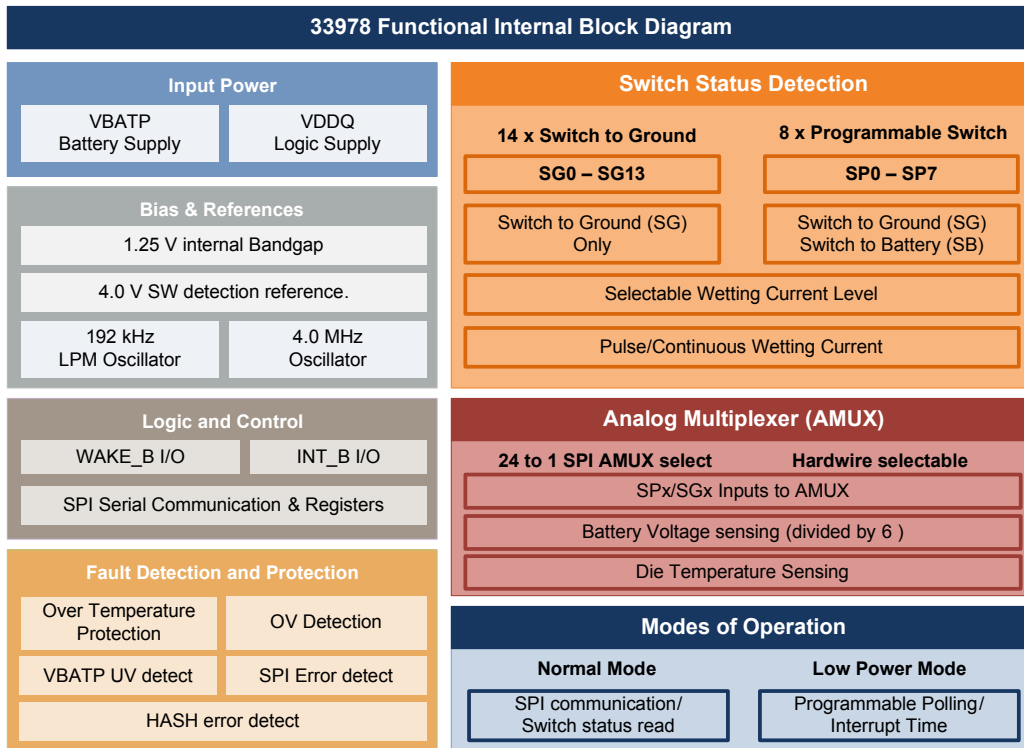 33978 Functional Internal Block Diagram
Input Power
VBATP
Battery Supply
VDDQ
Logic Supply
Bias & References
1.25 V internal Bandgap
4.0 V SW detection reference.
192 kHz
LPM Oscillator
4.0 MHz
Oscillator
Logic and Control
WAKE_B I/O
INT_B I/O
SPI Serial Communication & Registers
Fault Detection and Protection
Over Temperature
Protection
OV Detection
VBATP UV detect
SPI Error detect
HASH error detect
Switch Status Detection
14 x Switch to Ground
8 x Programmable Switch
SG0 – SG13
SP0 – SP7
Switch to Ground (SG)
Only
Switch to Ground (SG)
Switch to Battery (SB)
Selectable Wetting Current Level
Pulse/Continuous Wetting Current
Analog Multiplexer (AMUX)
24 to 1 SPI AMUX select
Hardwire selectable
SPx/SGx Inputs to AMUX
Battery Voltage sensing (divided by 6 )
Die Temperature Sensing
Modes of Operation
Normal Mode
Low Power Mode
SPI communication/
Switch status read
Programmable Polling/
Interrupt Time